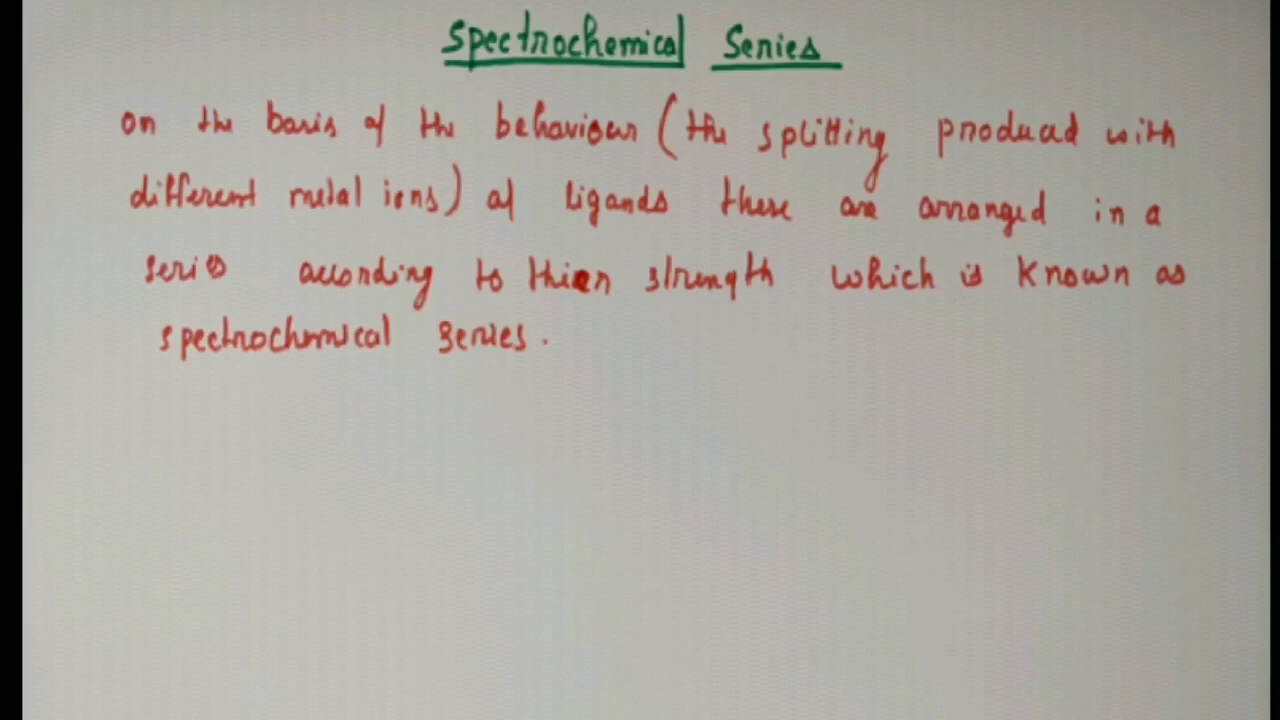 Spectrochemical Series
on the basis of the behaviour (the splitting produced with
different metal ions) of ligands these are arranged in a
series according to thier strength which is known as
spectrochemical series.